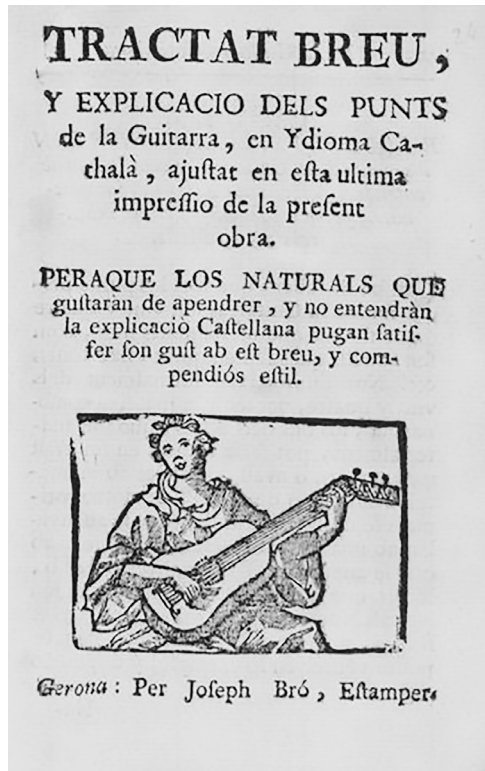 TRACTAT BREU,
Y EXPLICACIO DELS PUNTS
de la Guitarra, en Ydioma Ca-
thalà, ajuſtat en eſta ultima
impreſſio de la preſent
obra.
PERAQUE LOS NATURALS QUE
guſtaràn de apendrer, y no entendràn
la explicaciò Caſtellana pugan ſatiſ-
fer ſon guſt ab eſt breu, y com-
pendiós eſtil.
Gerona: Per Joſeph Bró, Eſtamper.